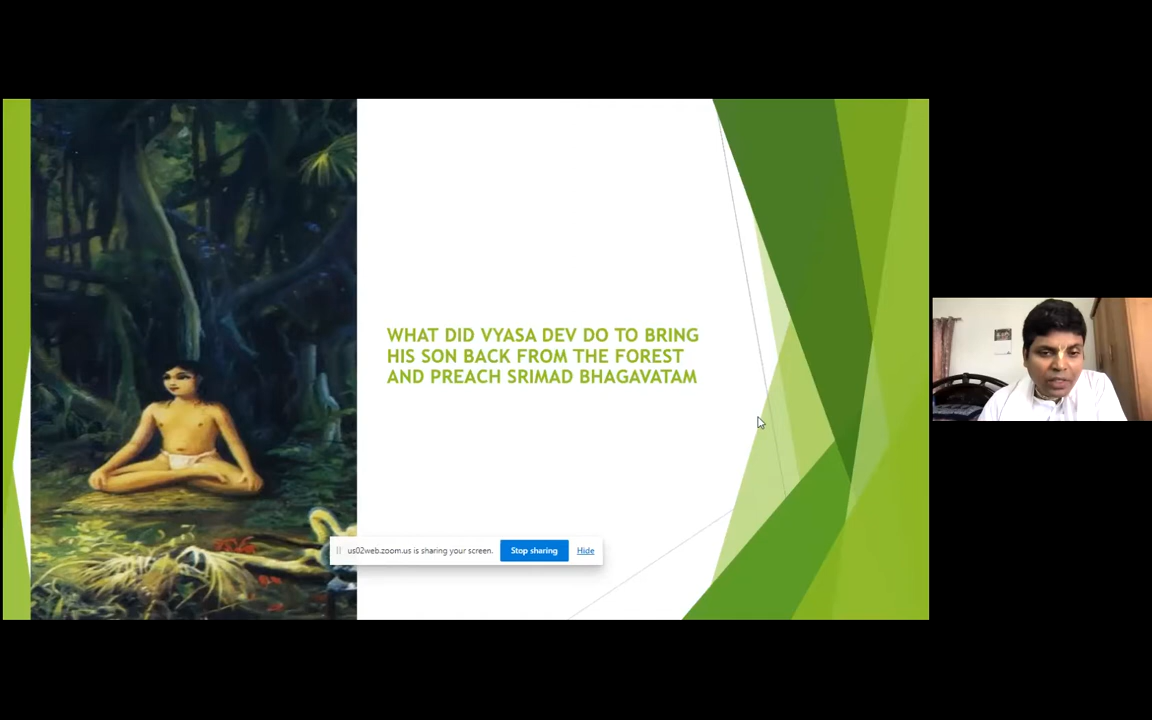 WHAT DID VYASA DEV DO TO BRING
HIS SON BACK FROM THE FOREST
AND PREACH SRIMAD BHAGAVATAM
us02web.zoom.us is sharing your screen.
Stop sharing
Hide